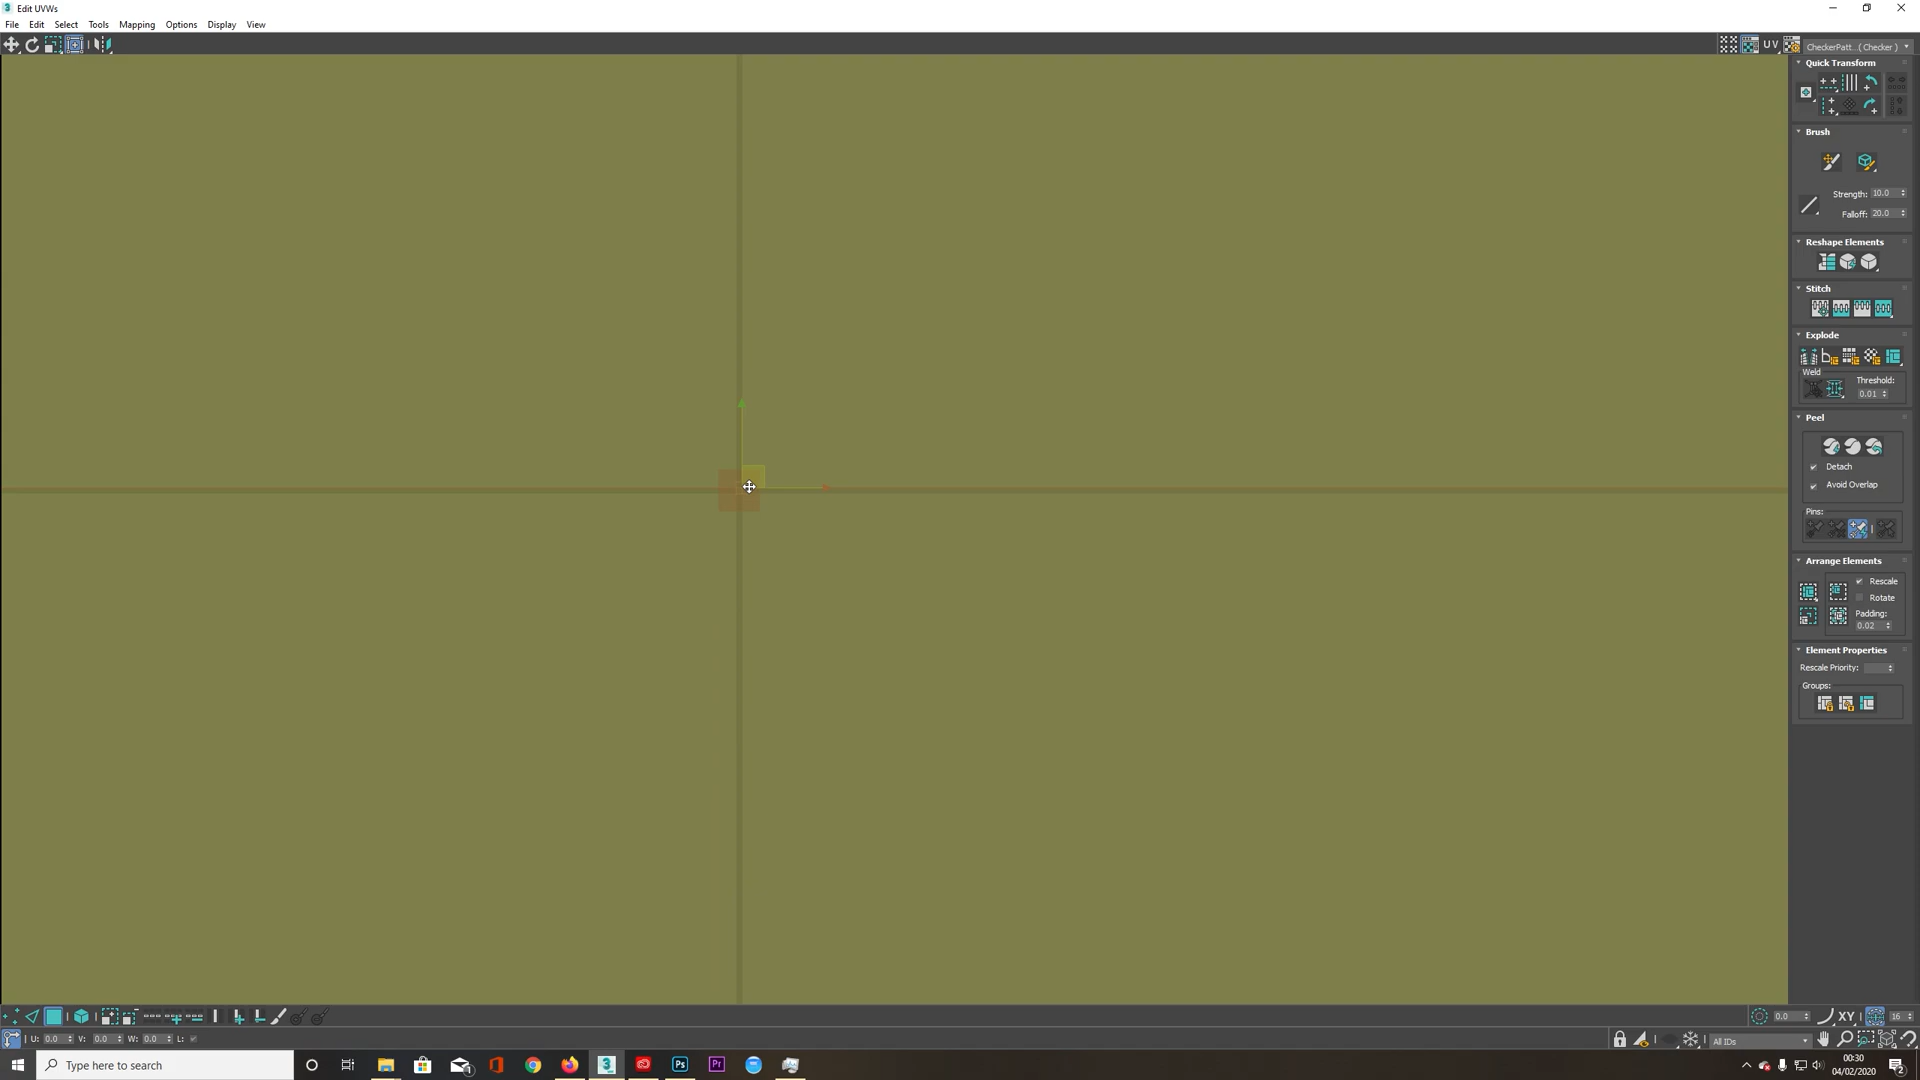 Edit UVWs
File Edit Select Tools Mapping Options Display View
UV CheckerPatt...( Checker )
Quick Transform
Brush
Strength: 10.0
Falloff: 20.0
Reshape Elements
Stitch
Explode
Weld
Threshold:
0.01
Peel
Detach
Avoid Overlap
Pins:
Arrange Elements
Rescale
Rotate
Padding:
0.02
Element Properties
Rescale Priority:
Groups:
0.0 XY 16
U: 0.0 V: 0.0 W: 0.0 L:
All IDs
Type here to search
Ps Pr
00:30
04/02/2020